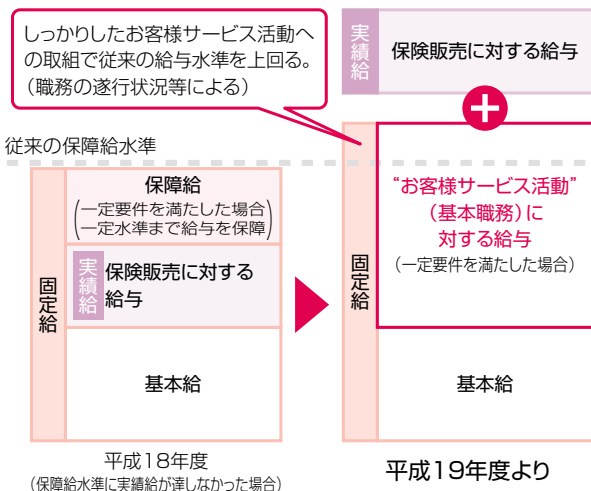 しっかりしたお客様サービス活動へ
の取組で従来の給与水準を上回る。
（職務の遂行状況等による）
実績給
保険販売に対する給与
従来の保障給水準
固定給
保障給
（一定要件を満たした場合
一定水準まで給与を保障）
実績給
保険販売に対する
給与
基本給
平成18年度
（保障給水準に実績給が達しなかった場合）
固定給
“お客様サービス活動”
（基本職務）に
対する給与
（一定要件を満たした場合）
基本給
平成19年度より